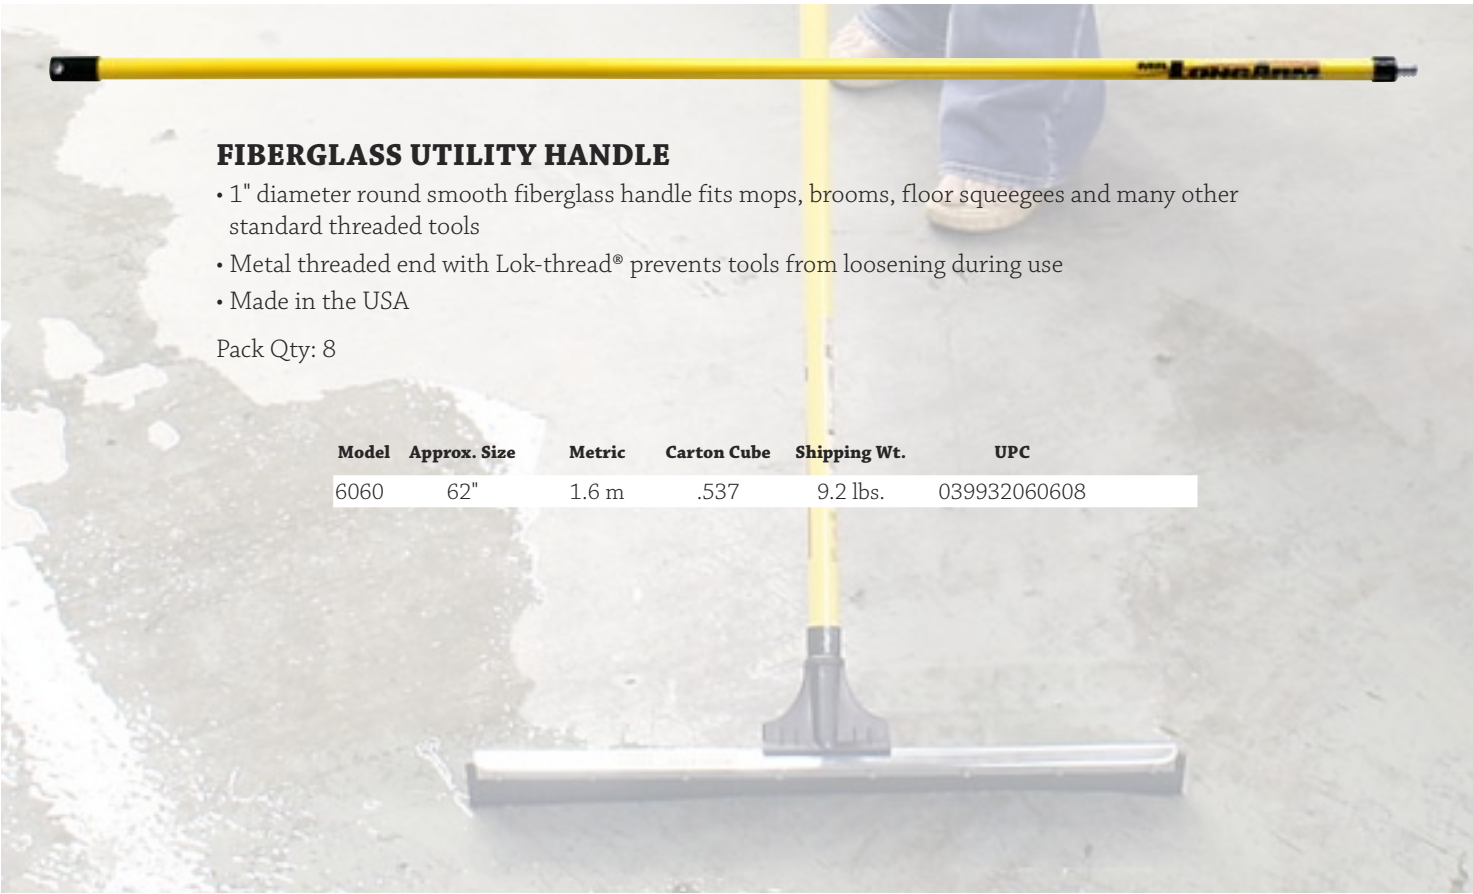 MR. LONGARM
FIBERGLASS UTILITY HANDLE
• 1" diameter round smooth fiberglass handle fits mops, brooms, floor squeegees and many other
standard threaded tools
• Metal threaded end with Lok-thread® prevents tools from loosening during use
• Made in the USA
Pack Qty: 8
Model Approx. Size Metric Carton Cube Shipping Wt. UPC
6060 62" 1.6 m .537 9.2 lbs. 039932060608